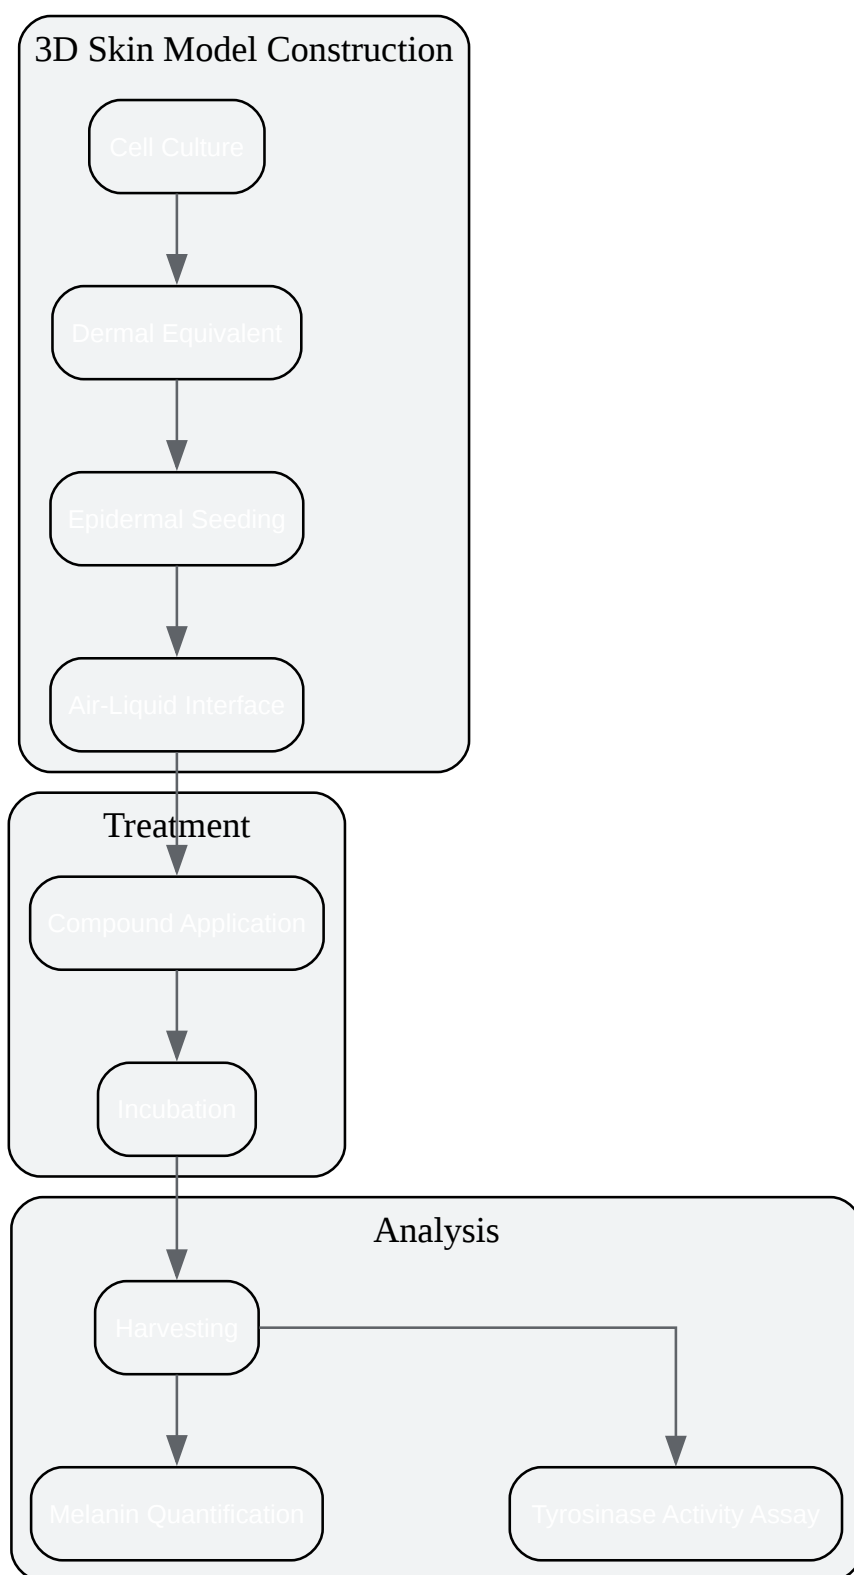 3D Skin Model Construction
Cell Culture
Dermal Equivalent
Epidermal Seeding
Air-Liquid Interface
Treatment
Compound Application
Incubation
Analysis
Harvesting
Melanin Quantification
Tyrosinase Activity Assay